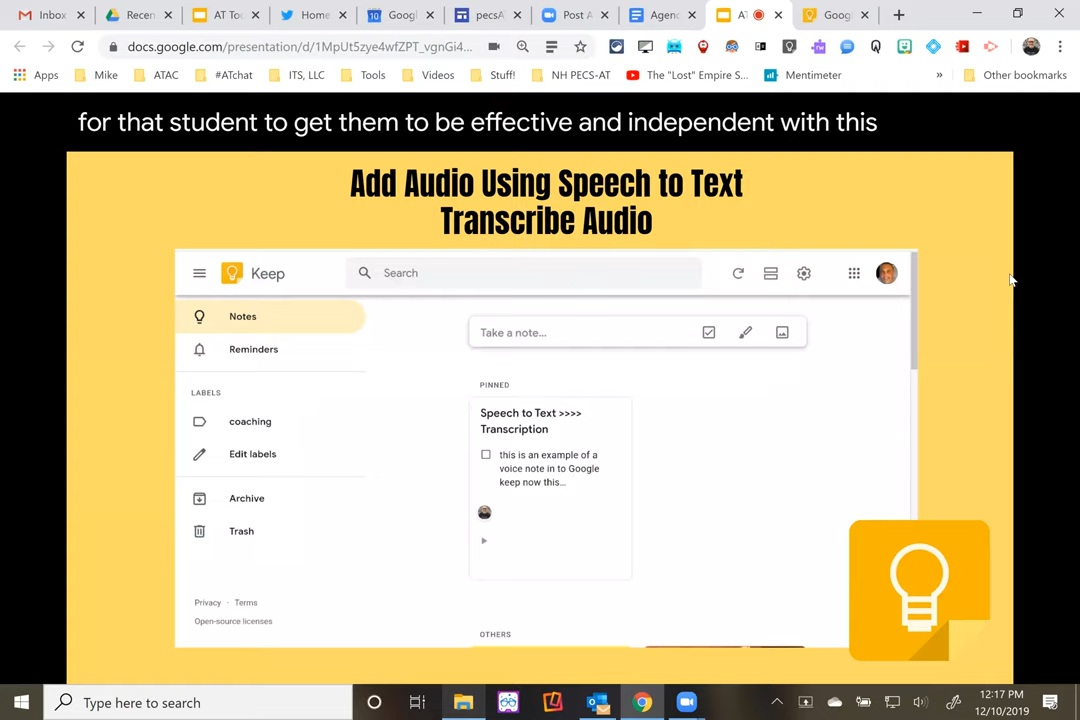 Inbox
Recen
AT Too
Home
10
Googl
pecsA
Post A
Agenc
AT
Googl
docs.google.com/presentation/d/1MpUt5zye4wfZPT_vgnGi4...
Apps
Mike
ATAC
#ATchat
ITS, LLC
Tools
Videos
Stuff!
NH PECS-AT
The "Lost" Empire S...
Mentimeter
»
Other bookmarks
for that student to get them to be effective and independent with this
Add Audio Using Speech to Text
Transcribe Audio
Keep
Search
Notes
Reminders
LABELS
coaching
Edit labels
Archive
Trash
Privacy · Terms
Open-source licenses
Take a note...
PINNED
Speech to Text >>>>
Transcription
this is an example of a
voice note in to Google
keep now this...
OTHERS
Type here to search
12:17 PM
12/10/2019